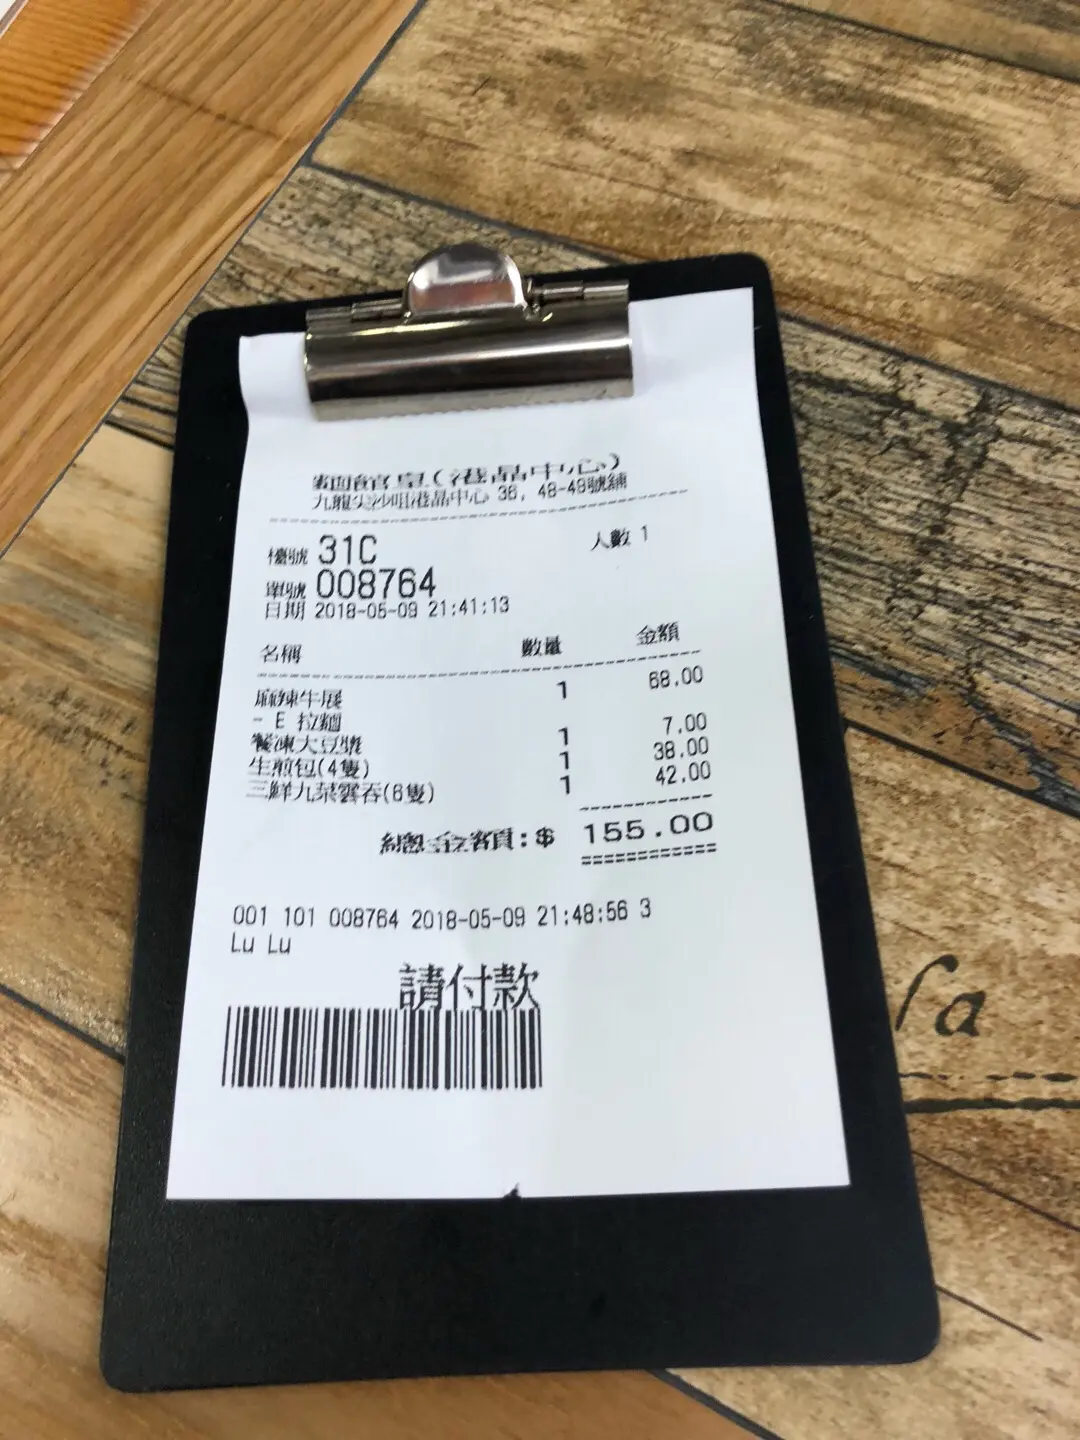 麵館皇(港晶中心)
九龍尖沙咀港晶中心 36, 48-49號舖
檯號 31C 人數 1
單號 008764
日期 2018-05-09 21:41:13
名稱 數量 金額
麻辣牛展 1 68.00
- E 拉麵
餐凍大豆漿 1 7.00
生煎包(4隻) 1 38.00
三鮮九菜雲吞(6隻) 1 42.00
總金額:$ 155.00
001 101 008764 2018-05-09 21:48:56 3
Lu Lu
請付款
la